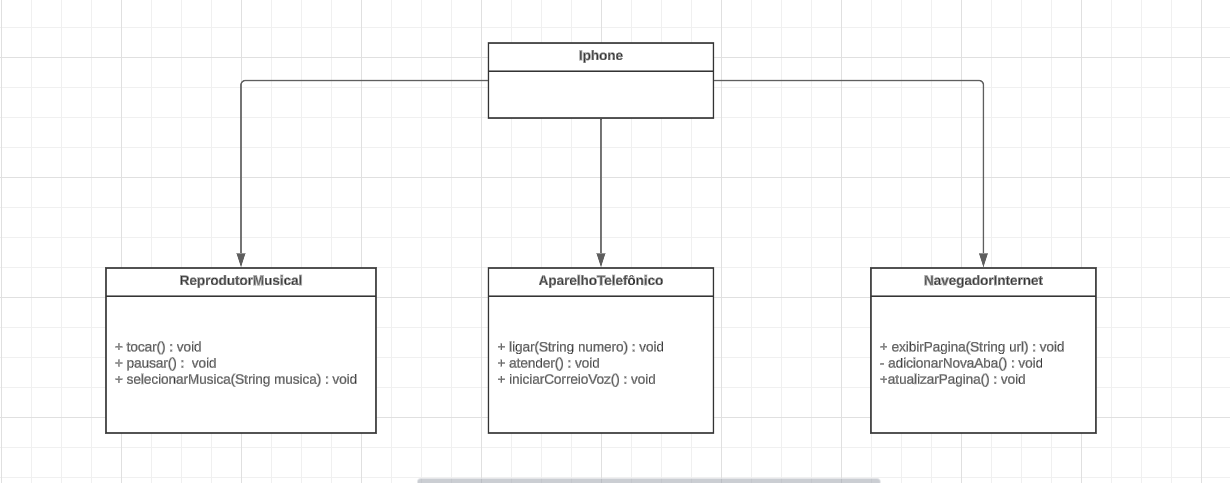 Iphone
ReprodutorMusical
+ tocar() : void
+ pausar() :  void
+ selecionarMusica(String musica) : void
AparelhoTelefônico
+ ligar(String numero) : void
+ atender() : void
+ iniciarCorreioVoz() : void
NavegadorInternet
+ exibirPagina(String url) : void
- adicionarNovaAba() : void
+atualizarPagina() : void